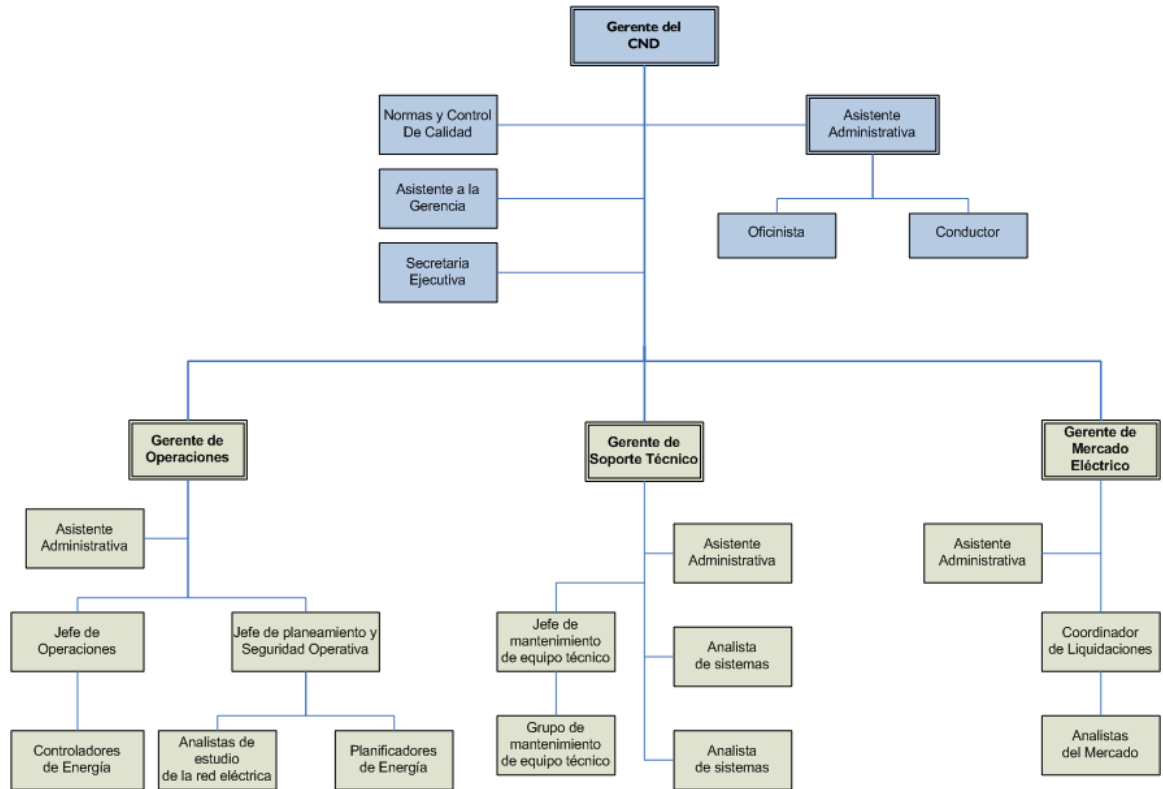 Gerente del
CND
Normas y Control
De Calidad
Asistente
Administrativa
Asistente a la
Gerencia
Oficinista
Conductor
Secretaria
Ejecutiva
Gerente de
Operaciones
Gerente de
Soporte Técnico
Gerente de
Mercado
Eléctrico
Asistente
Administrativa
Asistente
Administrativa
Asistente
Administrativa
Jefe de
Operaciones
Jefe de planeamiento y
Seguridad Operativa
Jefe de
mantenimiento
de equipo técnico
Analista
de sistemas
Coordinador
de Liquidaciones
Controladores
de Energía
Analistas de
estudio
de la red eléctrica
Planificadores
de Energía
Grupo de
mantenimiento
de equipo técnico
Analista
de sistemas
Analistas
del Mercado